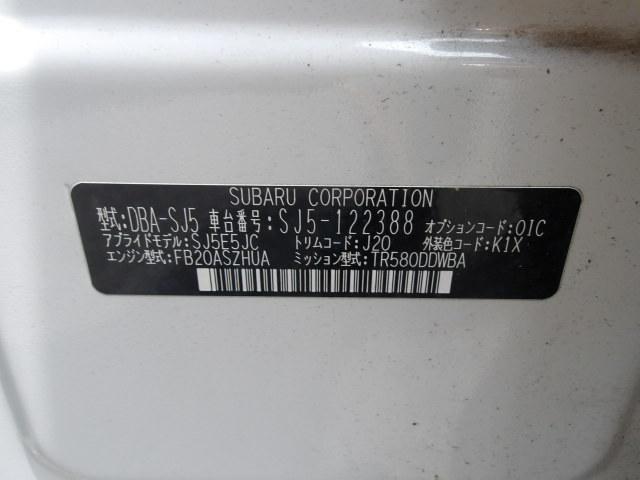 SUBARU CORPORATION
型式:DBA-SJ5 車台番号:SJ5-122388 オプションコード:01C
アプライドモデル:SJ5E5JC トリムコード:J20 外装色コード:K1X
エンジン型式:FB20ASZHUA ミッション型式:TR580DDWBA